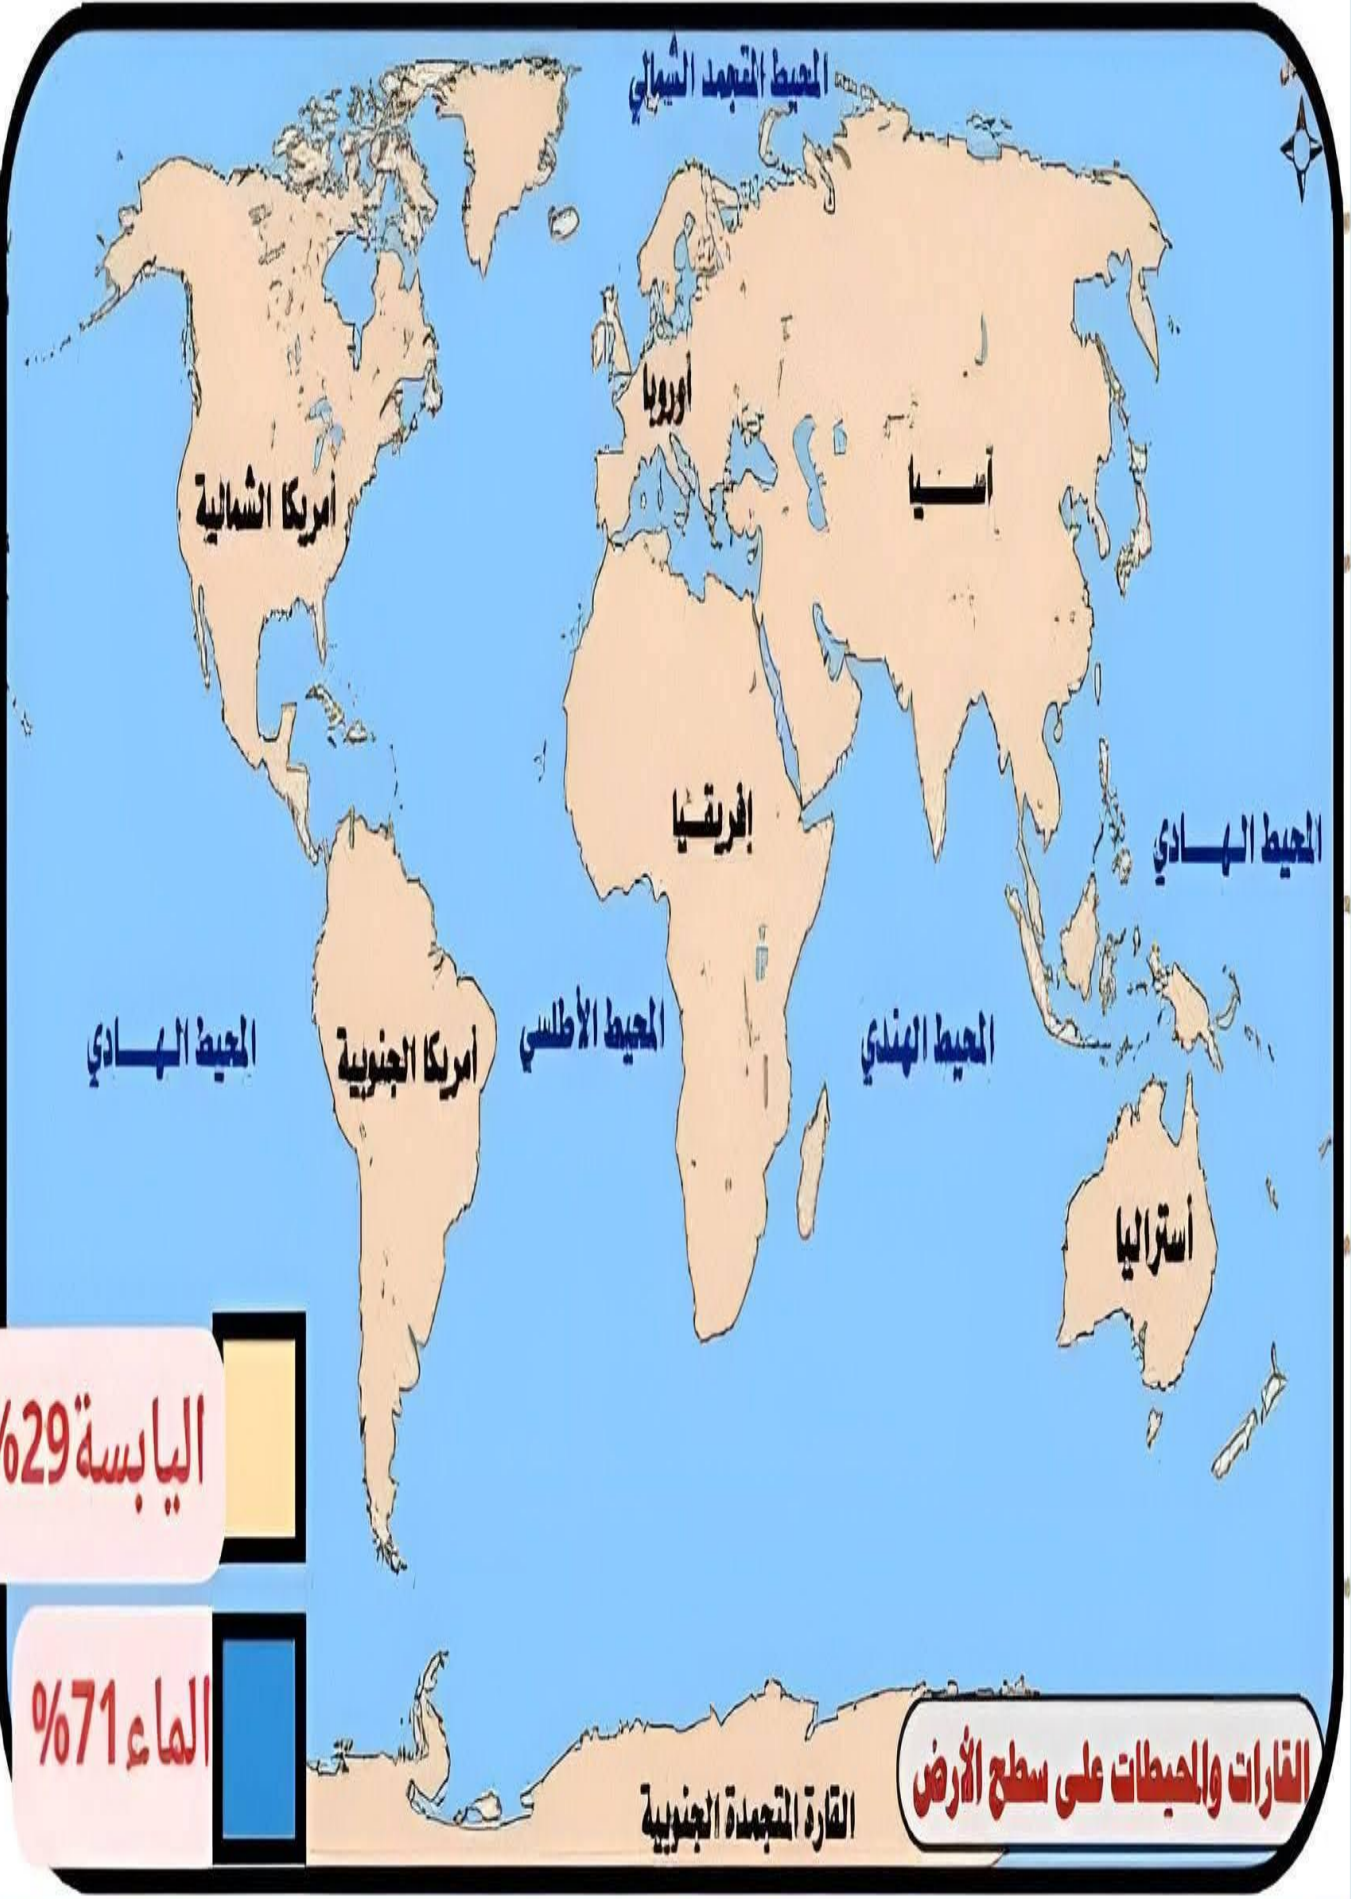 المحيط المتجمد الشمالي
أوروبا
آسيا
أمريكا الشمالية
إفريقيا
المحيط الهادي
المحيط الهندي
المحيط الأطلسي
أمريكا الجنوبية
المحيط الهادي
أستراليا
اليابسة 29%
الماء 71%
القارات والمحيطات على سطح الأرض
القارة المتجمدة الجنوبية